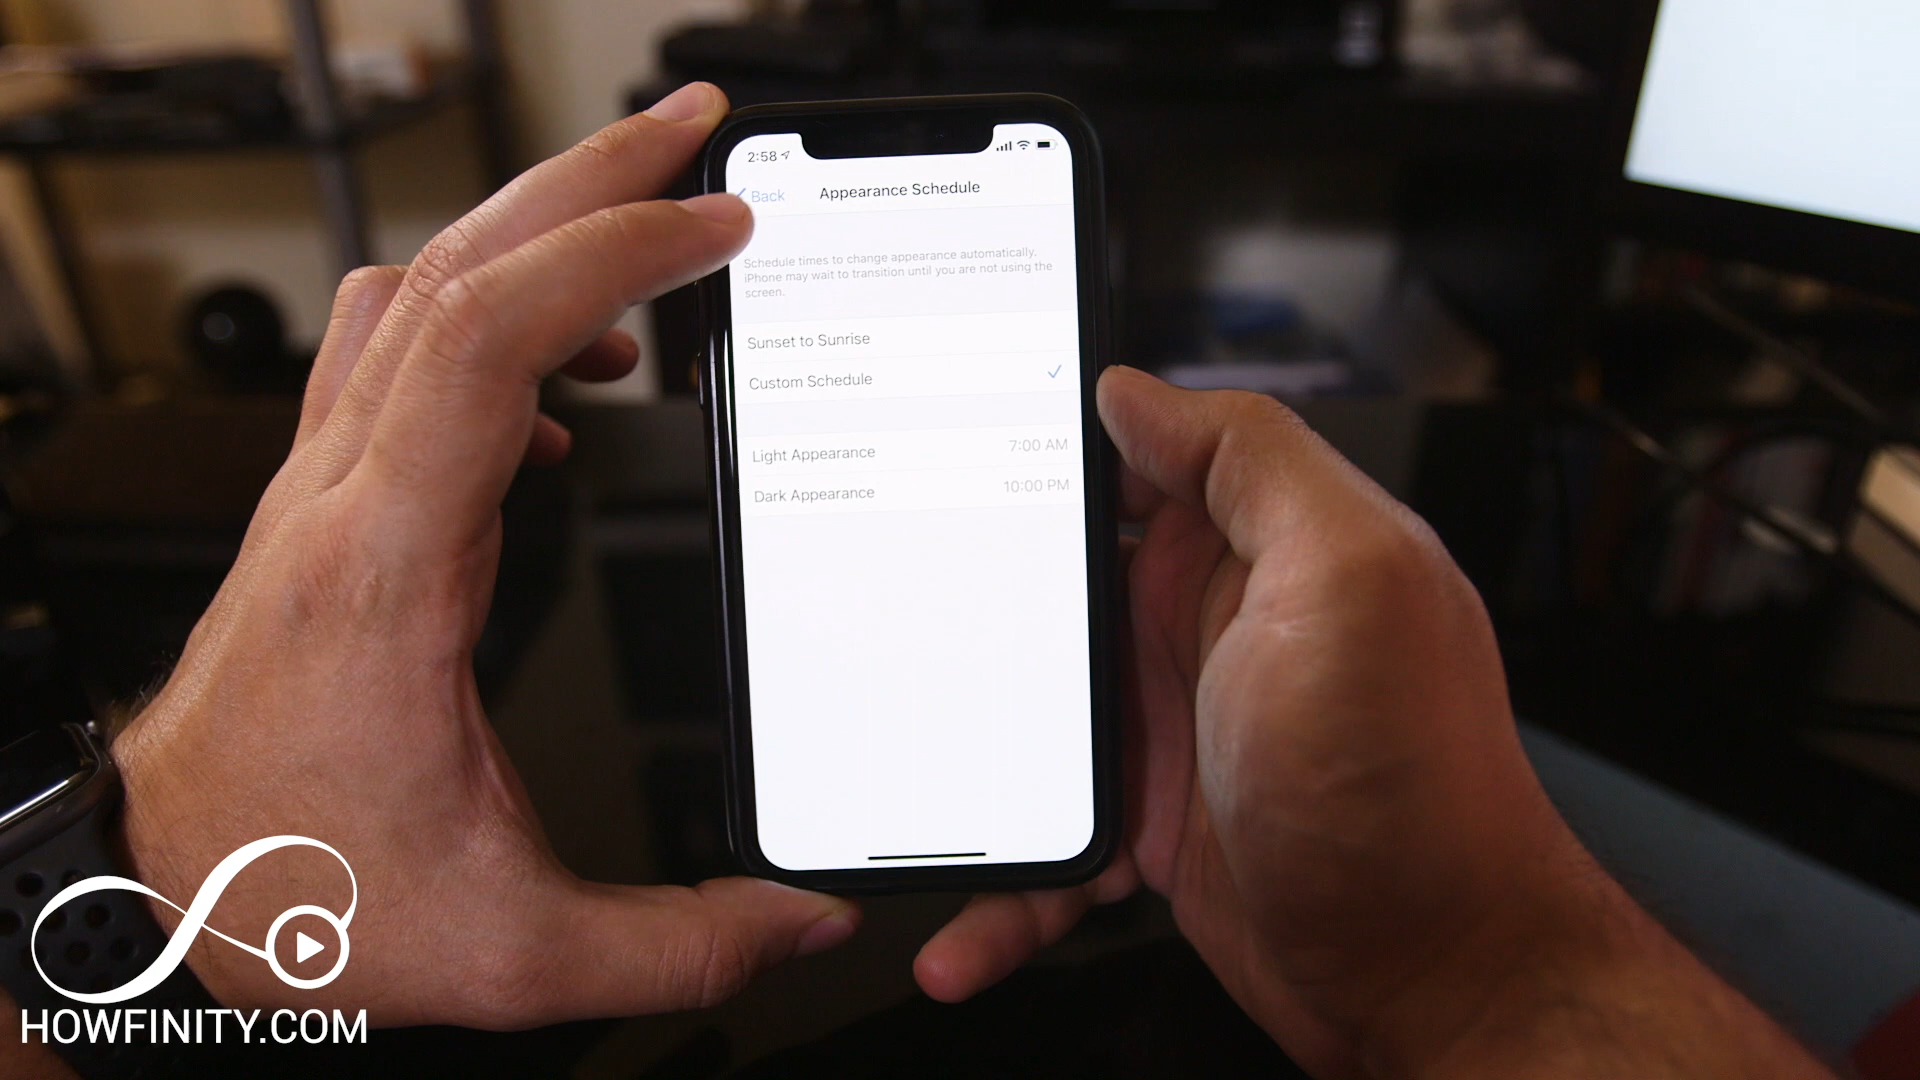 2:58
Back
Appearance Schedule
Schedule times to change appearance automatically.
iPhone may wait to transition until you are not using the
screen.
Sunset to Sunrise
Custom Schedule
Light Appearance 7:00 AM
Dark Appearance 10:00 PM
HOWFINITY.COM